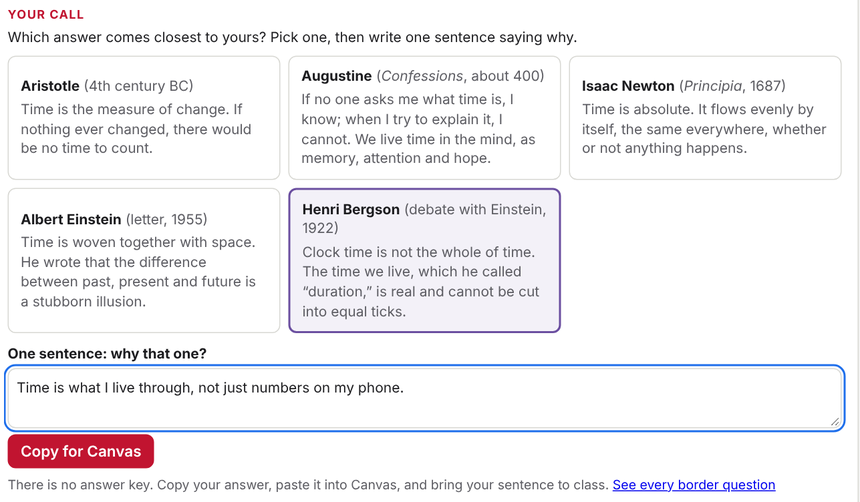 YOUR CALL
Which answer comes closest to yours? Pick one, then write one sentence saying why.
Aristotle (4th century BC)
Time is the measure of change. If
nothing ever changed, there would
be no time to count.
Augustine (Confessions, about 400)
If no one asks me what time is, I
know; when I try to explain it, I
cannot. We live time in the mind, as
memory, attention and hope.
Isaac Newton (Principia, 1687)
Time is absolute. It flows evenly by
itself, the same everywhere, whether
or not anything happens.
Albert Einstein (letter, 1955)
Time is woven together with space.
He wrote that the difference
between past, present and future is
a stubborn illusion.
Henri Bergson (debate with Einstein,
1922)
Clock time is not the whole of time.
The time we live, which he called
“duration,” is real and cannot be cut
into equal ticks.
One sentence: why that one?
Time is what I live through, not just numbers on my phone.
Copy for Canvas
There is no answer key. Copy your answer, paste it into Canvas, and bring your sentence to class. See every border question